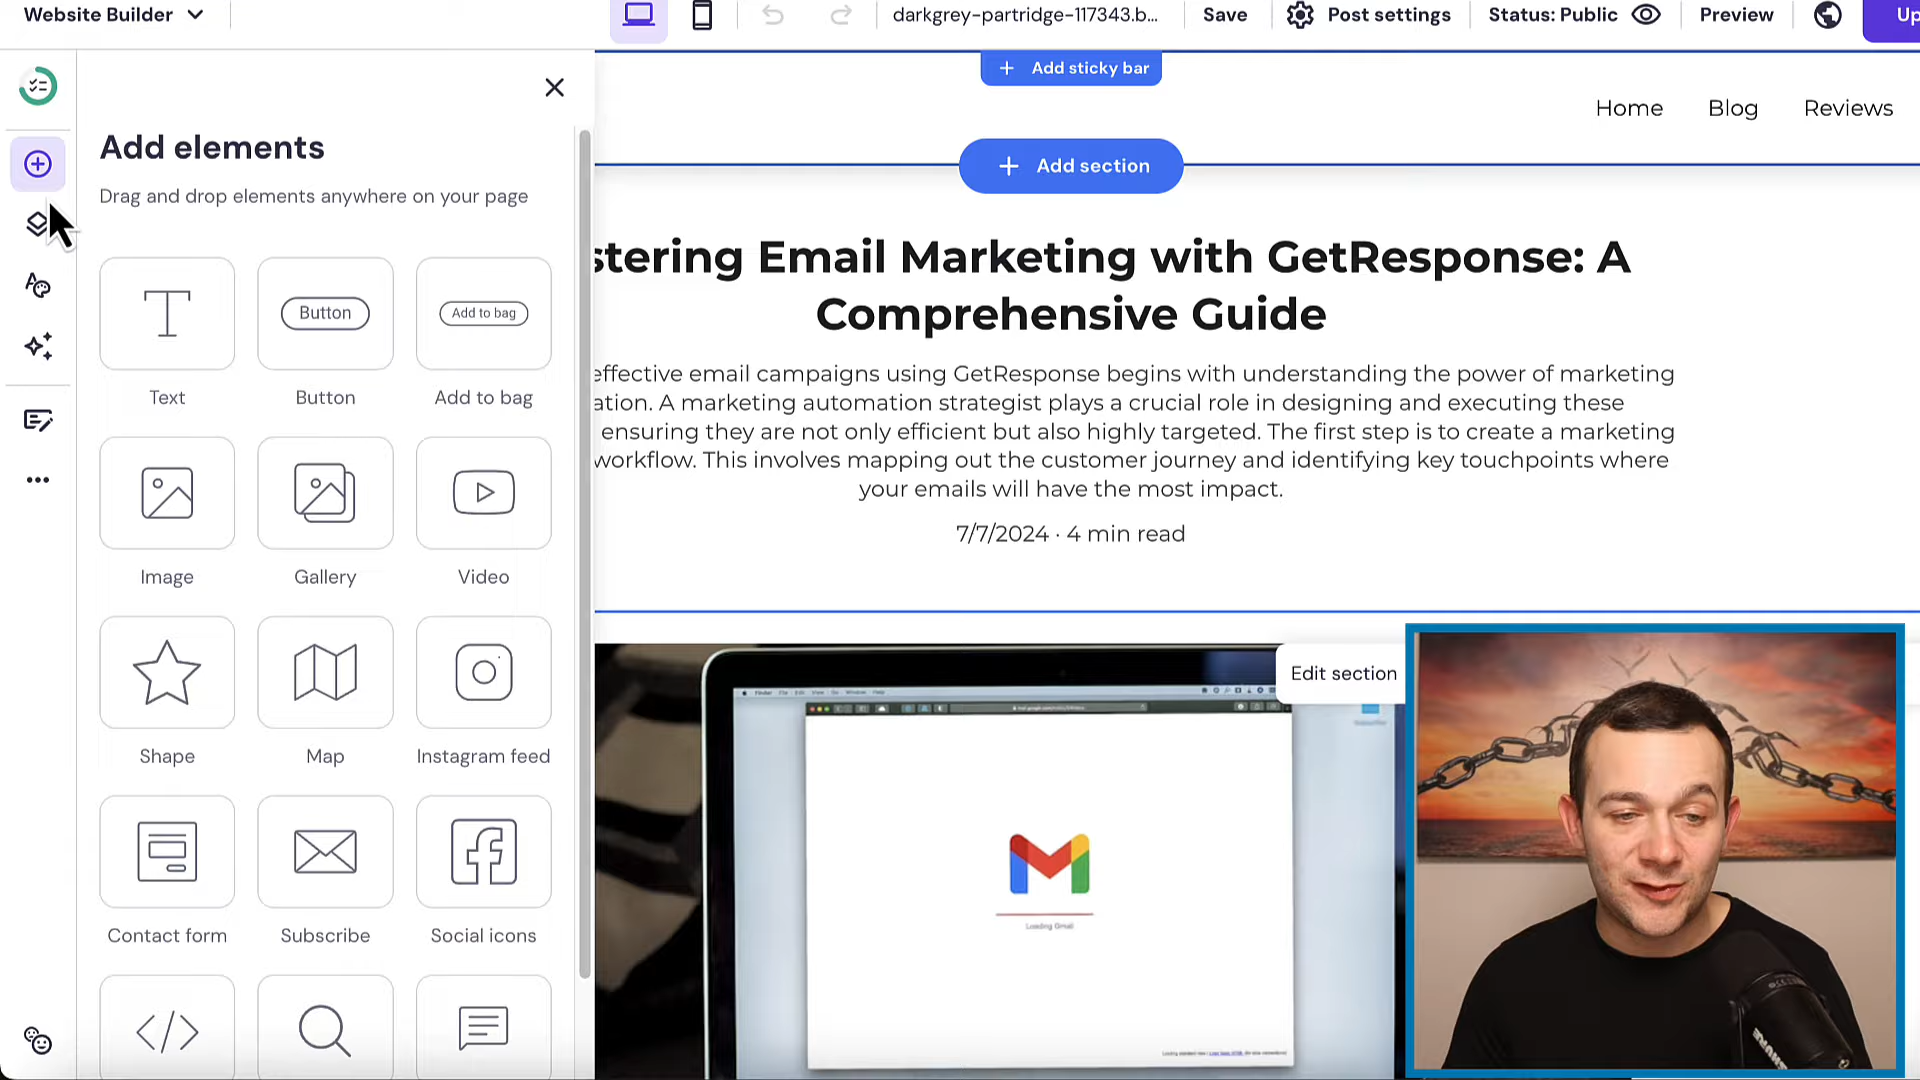 Website Builder
darkgrey-partridge-117343.b...
Save
Post settings
Status: Public
Preview
Up
Add sticky bar
Home
Blog
Reviews
Add section
Add elements
Drag and drop elements anywhere on your page
Button
Add to bag
Text
Button
Add to bag
Image
Gallery
Video
Shape
Map
Instagram feed
Contact form
Subscribe
Social icons
stering Email Marketing with GetResponse: A
Comprehensive Guide
effective email campaigns using GetResponse begins with understanding the power of marketing
ation. A marketing automation strategist plays a crucial role in designing and executing these
ensuring they are not only efficient but also highly targeted. The first step is to create a marketing
workflow. This involves mapping out the customer journey and identifying key touchpoints where
your emails will have the most impact.
7/7/2024 · 4 min read
Edit section
Loading Gmail